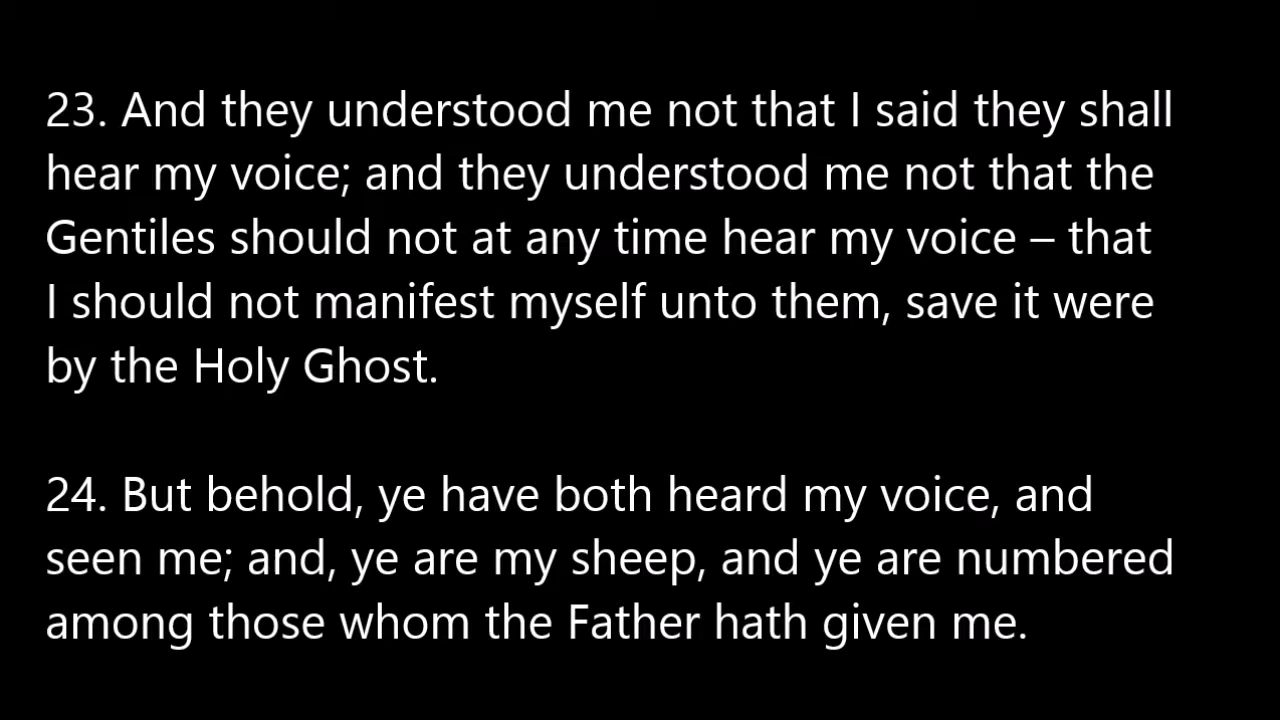 23. And they understood me not that I said they shall
hear my voice; and they understood me not that the
Gentiles should not at any time hear my voice – that
I should not manifest myself unto them, save it were
by the Holy Ghost.
24. But behold, ye have both heard my voice, and
seen me; and, ye are my sheep, and ye are numbered
among those whom the Father hath given me.